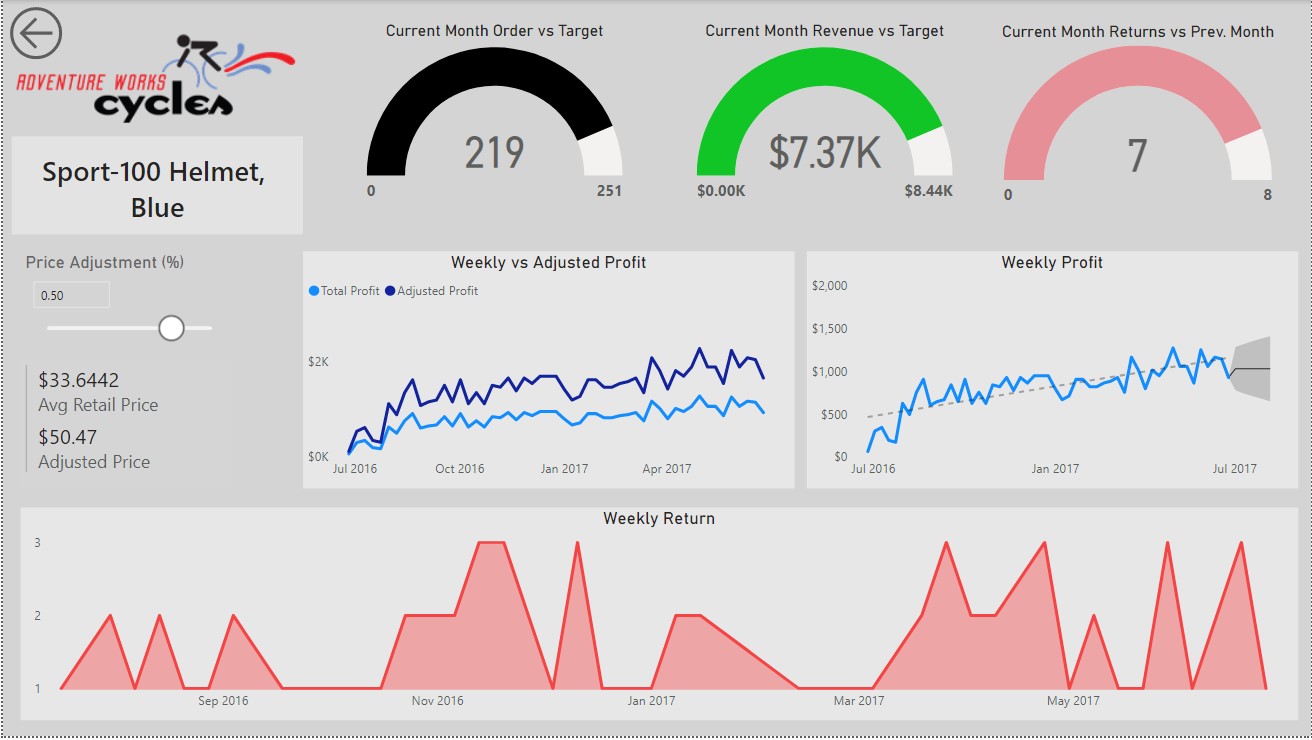 ADVENTURE WORKS
cycles
Current Month Order vs Target
219
0
251
Current Month Revenue vs Target
$7.37K
$0.00K
$8.44K
Current Month Returns vs Prev. Month
7
0
8
Sport-100 Helmet,
Blue
Price Adjustment (%)
0.50
$33.6442
Avg Retail Price
$50.47
Adjusted Price
Weekly vs Adjusted Profit
Total Profit
Adjusted Profit
$2K
$0K
Jul 2016
Oct 2016
Jan 2017
Apr 2017
Weekly Profit
$2,000
$1,500
$1,000
$500
$0
Jul 2016
Jan 2017
Jul 2017
Weekly Return
3
2
1
Sep 2016
Nov 2016
Jan 2017
Mar 2017
May 2017